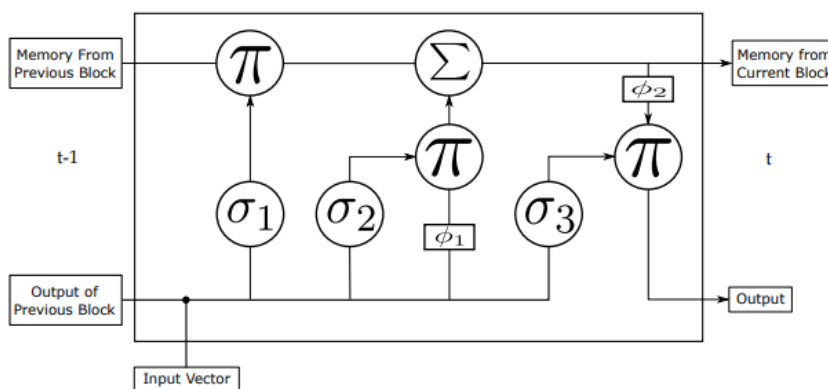 Memory From
Previous Block
π
Σ
Memory from
Current Block
ϕ₂
t-1
π
π
t
σ₁
σ₂
σ₃
ϕ₁
Output of
Previous Block
Output
Input Vector